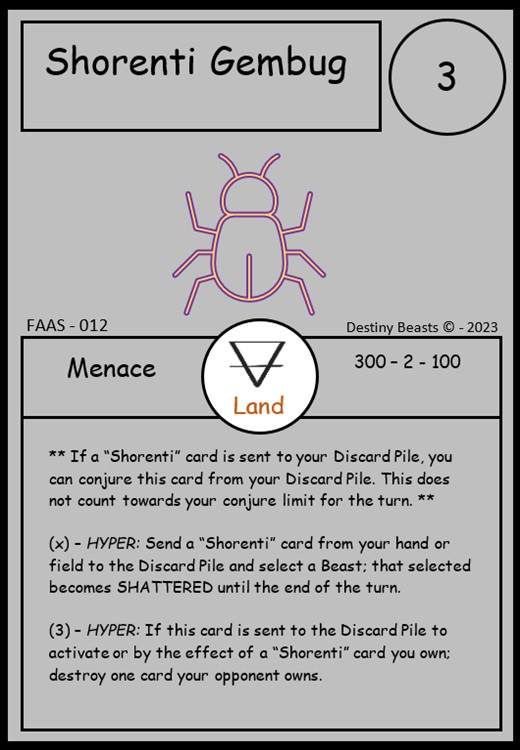 Shorenti Gembug
3
FAAS - 012
Destiny Beasts © - 2023
Menace
300 – 2 - 100
Land
** If a “Shorenti” card is sent to your Discard Pile, you
can conjure this card from your Discard Pile. This does
not count towards your conjure limit for the turn. **
(x) – HYPER: Send a “Shorenti” card from your hand or
field to the Discard Pile and select a Beast; that selected
becomes SHATTERED until the end of the turn.
(3) – HYPER: If this card is sent to the Discard Pile to
activate or by the effect of a “Shorenti” card you own;
destroy one card your opponent owns.